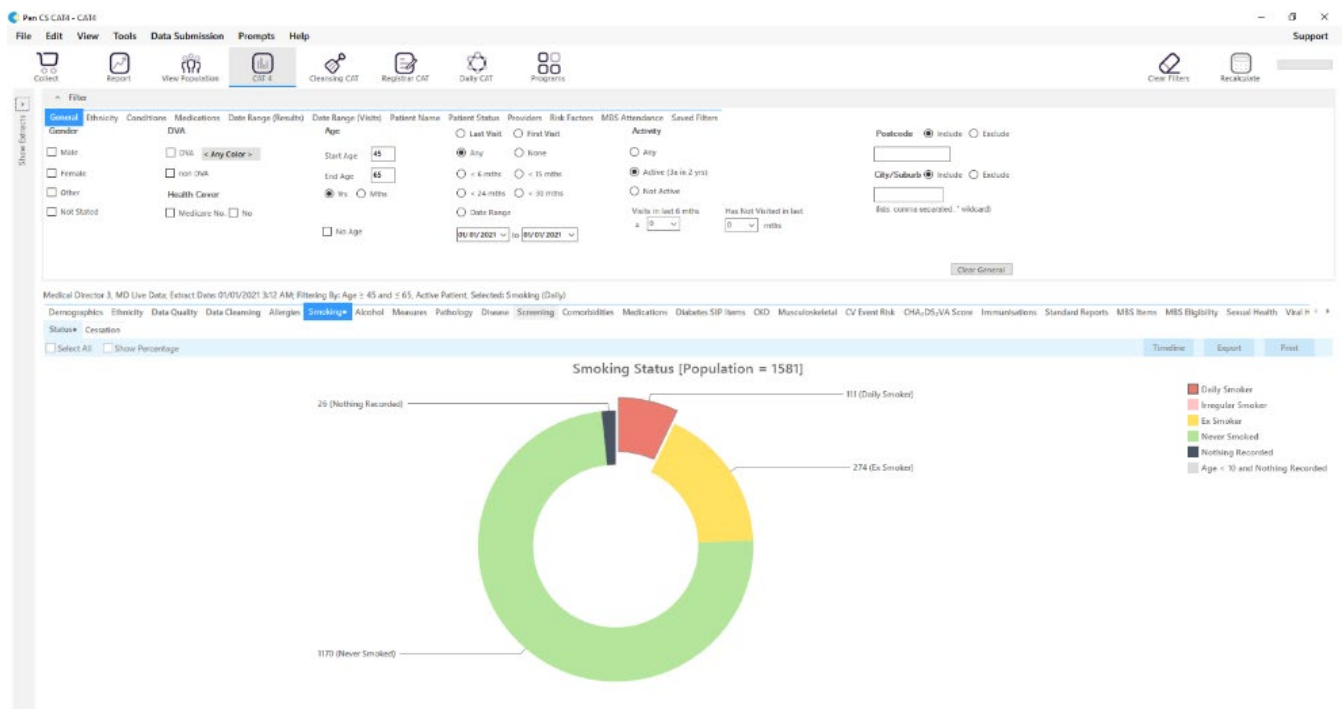 Pen CS CAT4 - CAT4
File Edit View Tools Data Submission Prompts Help Support
Collect Report View Population CAT 4 Cleansing CAT Registrar CAT Daily CAT Programs Clear Filters Recalculate
Show Extracts
Filter
General Ethnicity Conditions Medications Date Range (Results) Date Range (Visits) Patient Name Patient Status Providers Risk Factors MBS Attendance Saved Filters
Gender DVA Age Last Visit First Visit Activity Postcode Include Exclude
Male DVA < Any Color > Start Age 45 Any None Any
Female non DVA End Age 65 < 6 mths < 15 mths Active (3x in 2 yrs) City/Suburb Include Exclude
Other Health Cover Yrs Mths < 24 mths < 30 mths Not Active
Not Stated Medicare No. No Date Range Visits in last 6 mths Has Not Visited in last (lists: comma separated, * wildcard)
No Age 01/01/2021 to 01/01/2021 ≥ 0 0 mths
Clear General
Medical Director 3, MD Live Data; Extract Date: 01/01/2021 3:12 AM; Filtering By: Age ≥ 45 and ≤ 65, Active Patient, Selected: Smoking (Daily)
Demographics Ethnicity Data Quality Data Cleansing Allergies Smoking Alcohol Measures Pathology Disease Screening Comorbidities Medications Diabetes SIP Items CKD Musculoskeletal CV Event Risk CHA₂DS₂VA Score Immunisations Standard Reports MBS Items MBS Eligibility Sexual Health Viral H
Status Cessation
Select All Show Percentage Timeline Export Print
Smoking Status [Population = 1581]
26 (Nothing Recorded)
111 (Daily Smoker)
274 (Ex Smoker)
1170 (Never Smoked)
Daily Smoker
Irregular Smoker
Ex Smoker
Never Smoked
Nothing Recorded
Age < 10 and Nothing Recorded